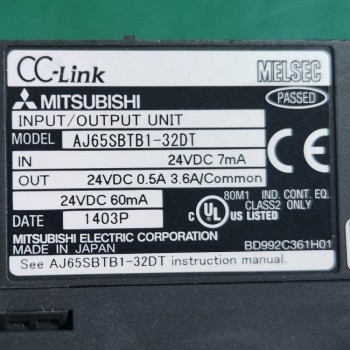 CC-Link MELSEC
MITSUBISHI PASSED
INPUT/OUTPUT UNIT
MODEL AJ65SBTB1-32DT
IN 24VDC 7mA CE
OUT 24VDC 0.5A 3.6A/Common
24VDC 60mA 80M1 IND. CONT. EQ.
CLASS2 ONLY
DATE 1403P c UL US LISTED
MITSUBISHI ELECTRIC CORPORATION
MADE IN JAPAN BD992C361H01
See AJ65SBTB1-32DT instruction manual.